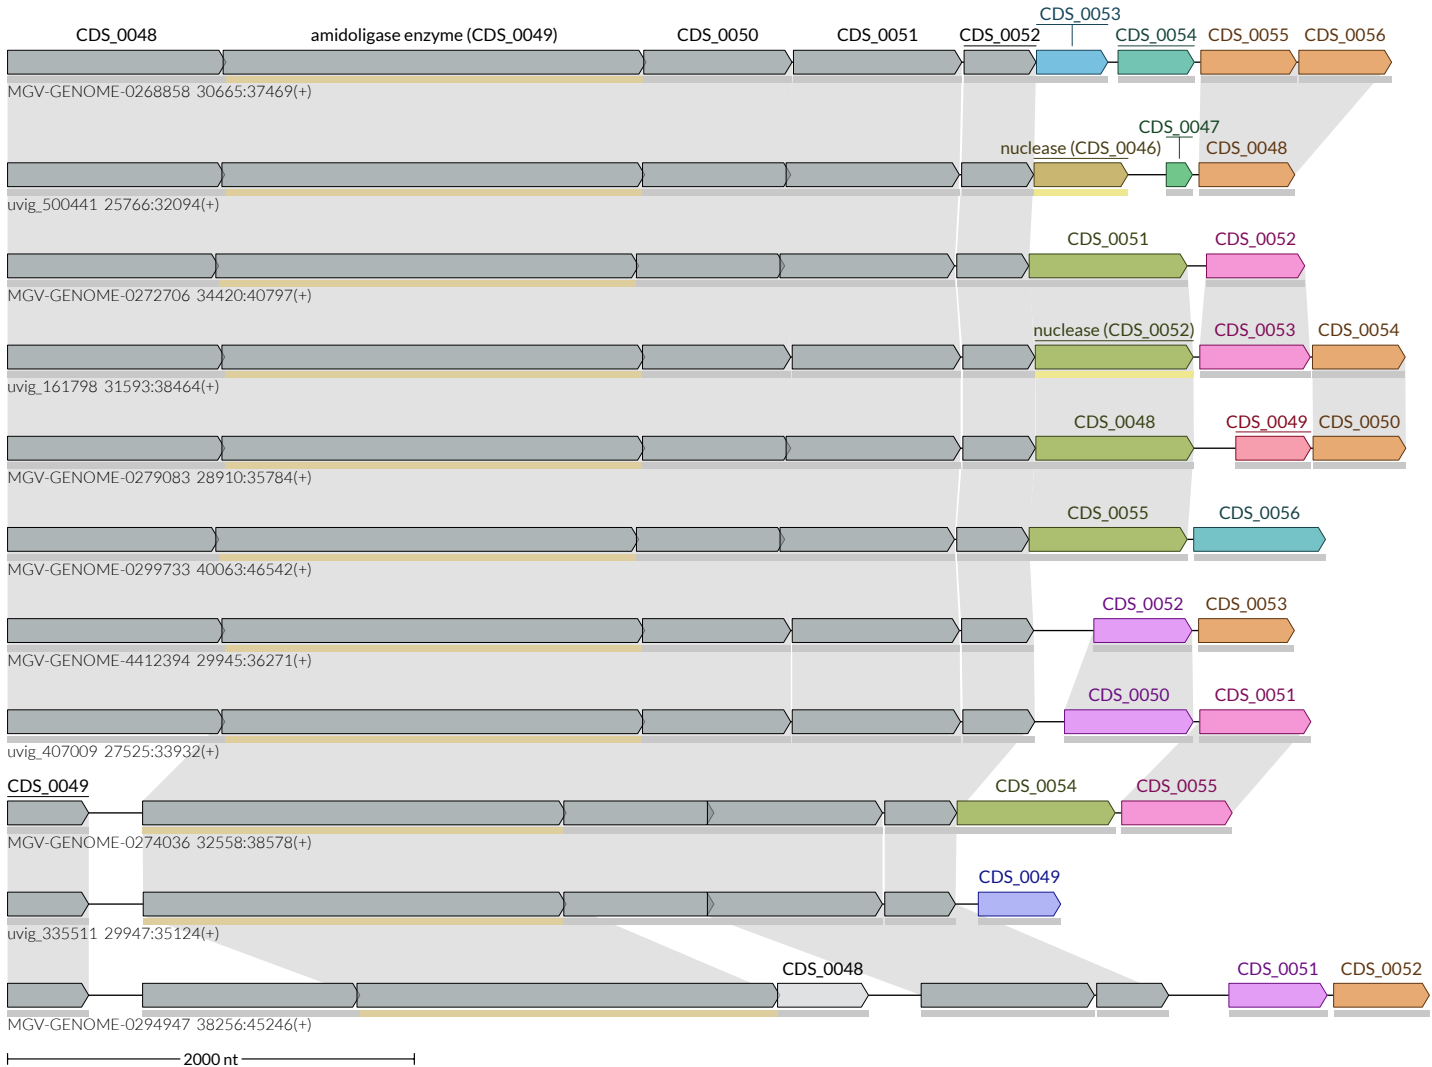 CDS_0053
CDS_0048 amidoligase enzyme (CDS_0049) CDS_0050 CDS_0051 CDS_0052 CDS_0054 CDS_0055 CDS_0056
MGV-GENOME-0268858 30665:37469(+)
CDS_0047
nuclease (CDS_0046) CDS_0048
uvig_500441 25766:32094(+)
CDS_0051 CDS_0052
MGV-GENOME-0272706 34420:40797(+)
nuclease (CDS_0052) CDS_0053 CDS_0054
uvig_161798 31593:38464(+)
CDS_0048 CDS_0049 CDS_0050
MGV-GENOME-0279083 28910:35784(+)
CDS_0055 CDS_0056
MGV-GENOME-0299733 40063:46542(+)
CDS_0052 CDS_0053
MGV-GENOME-4412394 29945:36271(+)
CDS_0050 CDS_0051
uvig_407009 27525:33932(+)
CDS_0049 CDS_0054 CDS_0055
MGV-GENOME-0274036 32558:38578(+)
CDS_0049
uvig_335511 29947:35124(+)
CDS_0048 CDS_0051 CDS_0052
MGV-GENOME-0294947 38256:45246(+)
2000 nt